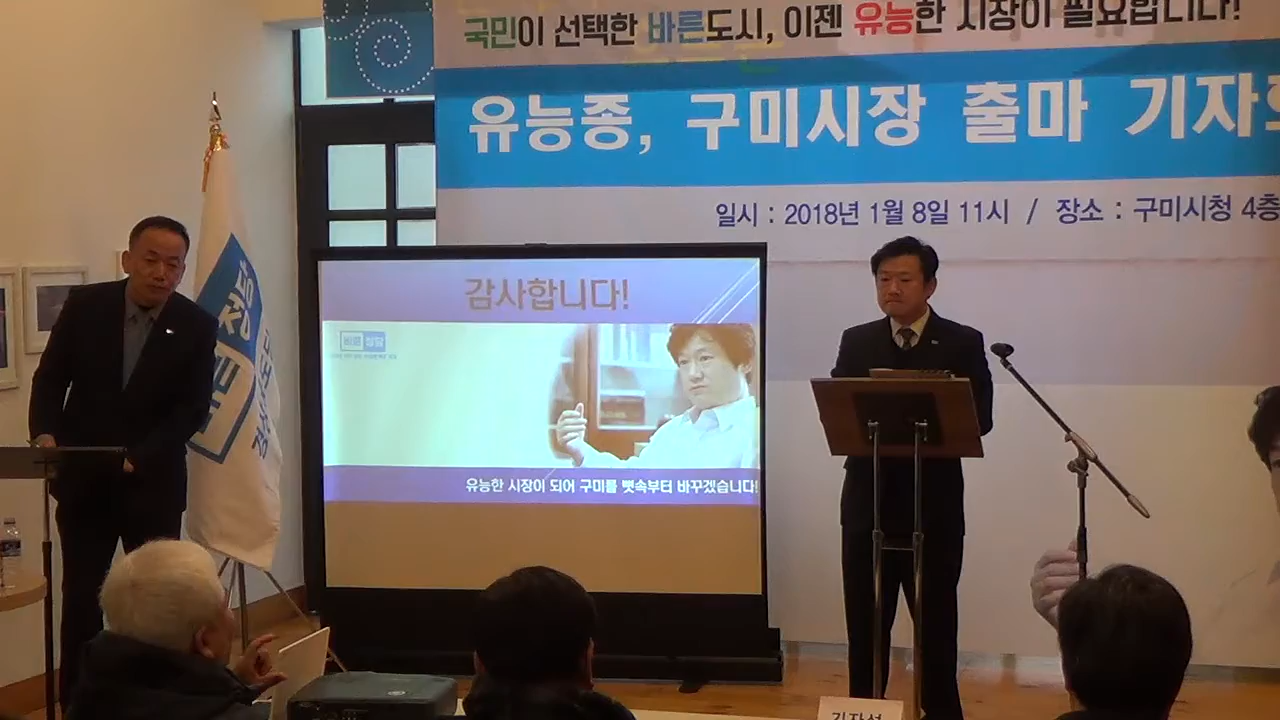 국민이 선택한 바른도시, 이젠 유능한 시장이 필요합니다!
유능종, 구미시장 출마 기자
일시 : 2018년 1월 8일 11시 / 장소 : 구미시청 4층
감사합니다!
바른 정당
유능한 시장이 되어 구미를 뼛속부터 바꾸겠습니다!
기자석